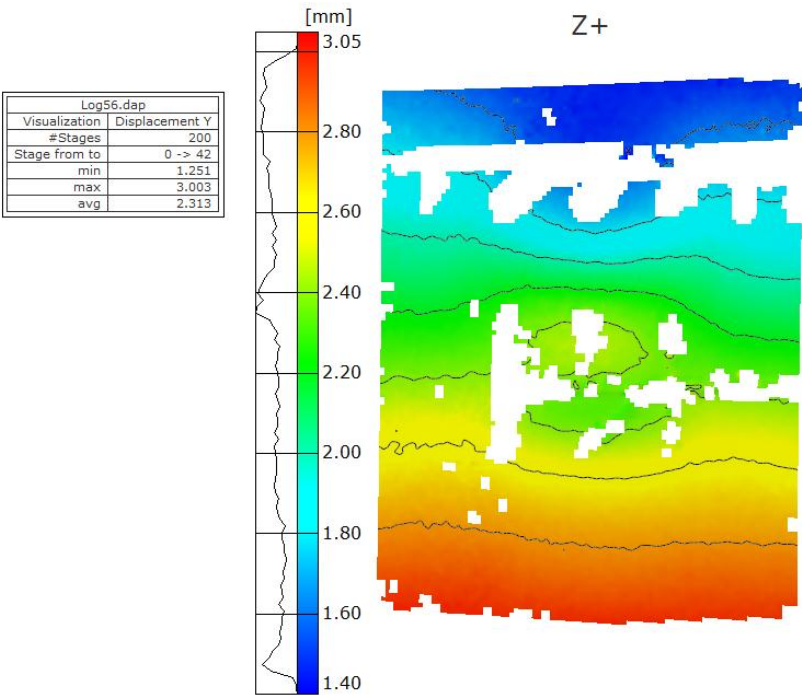 [mm]
Z+
3.05
Log56.dap
Visualization Displacement Y
#Stages 200
Stage from to 0 -> 42
min 1.251
max 3.003
avg 2.313
2.80
2.60
2.40
2.20
2.00
1.80
1.60
1.40